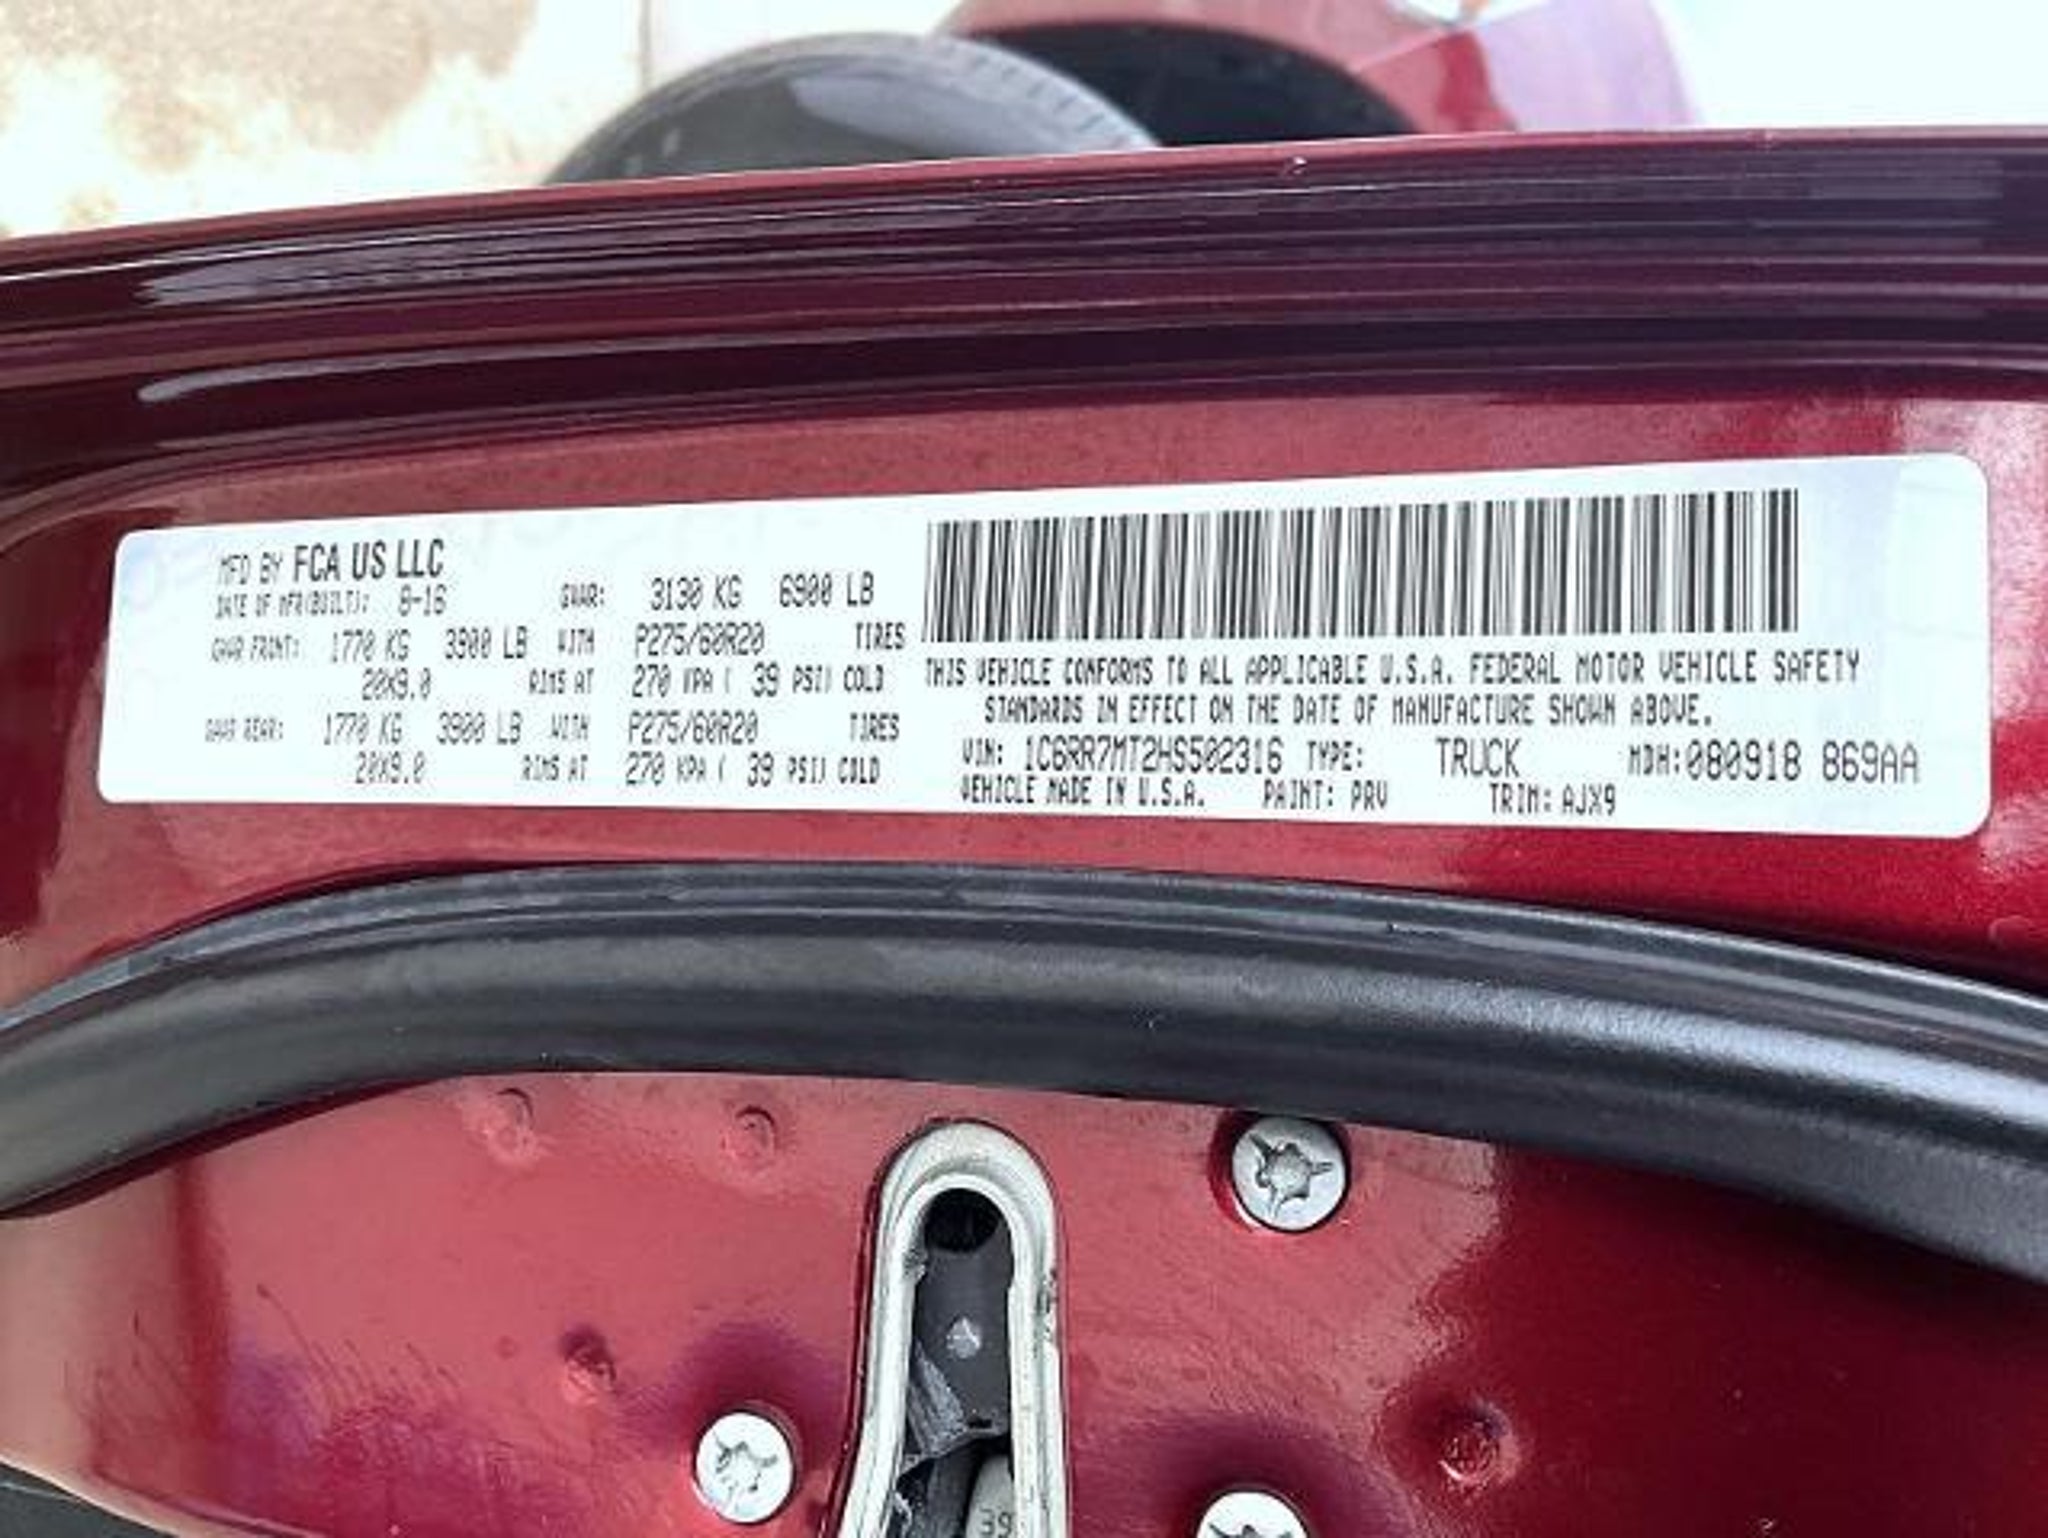 MFD BY FCA US LLC
DATE OF MFR(BUILT): 8-16 GVWR: 3130 KG 6900 LB
GAWR FRONT: 1770 KG 3900 LB WITH P275/60R20 TIRES
20X9.0 RIMS AT 270 KPA ( 39 PSI) COLD
GAWR REAR: 1770 KG 3900 LB WITH P275/60R20 TIRES
20X9.0 RIMS AT 270 KPA ( 39 PSI) COLD
THIS VEHICLE CONFORMS TO ALL APPLICABLE U.S.A. FEDERAL MOTOR VEHICLE SAFETY
STANDARDS IN EFFECT ON THE DATE OF MANUFACTURE SHOWN ABOVE.
VIN: 1C6RR7MT2HS502316 TYPE: TRUCK MDH:080918 869AA
VEHICLE MADE IN U.S.A. PAINT: PRV TRIM: AJX9
39